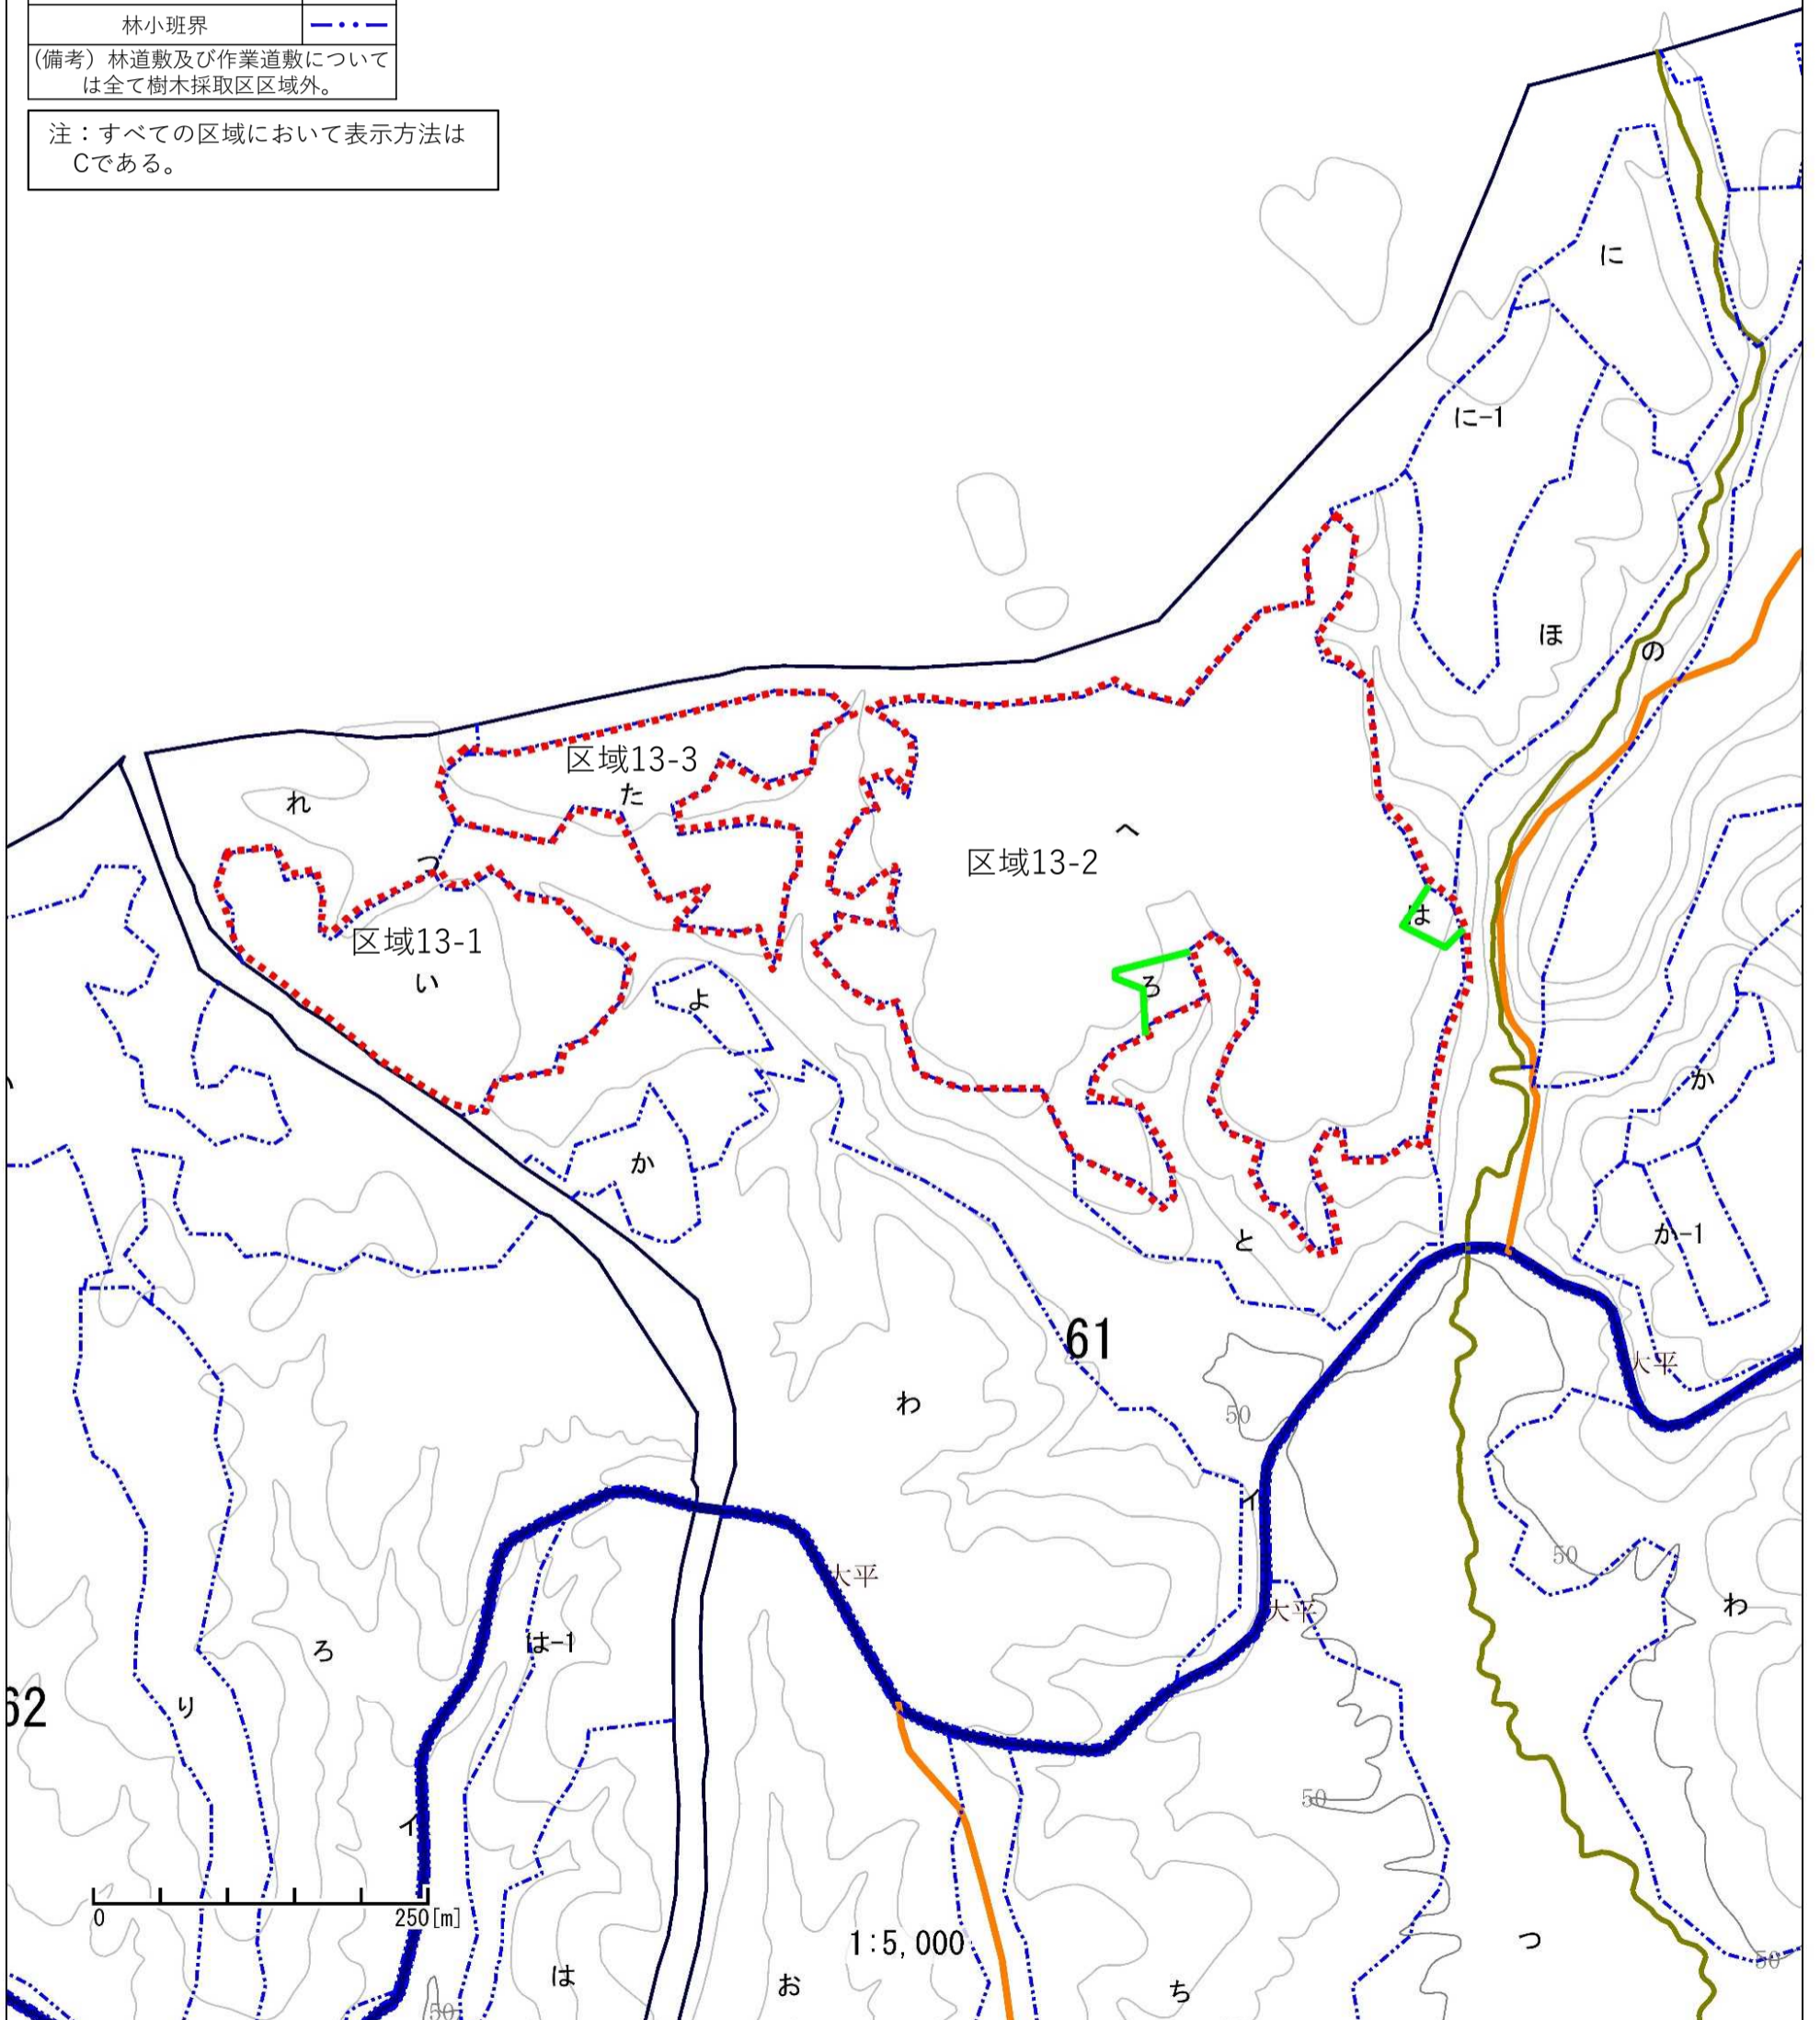 林小班界
(備考）林道敷及び作業道敷について
は全て樹木採取区区域外。
注：すべての区域において表示方法は
Cである。
に
に-1
ほ
の
区域13-3
た
れ
へ
区域13-2
つ
は
区域13-1
い
ろ
よ
か
か
と
か-1
61
大平
わ
50
イ
50
大平
大平
わ
ろ
は-1
り
62
50
イ
0
250[m]
1:5,000
つ
50
は
お
ち
50